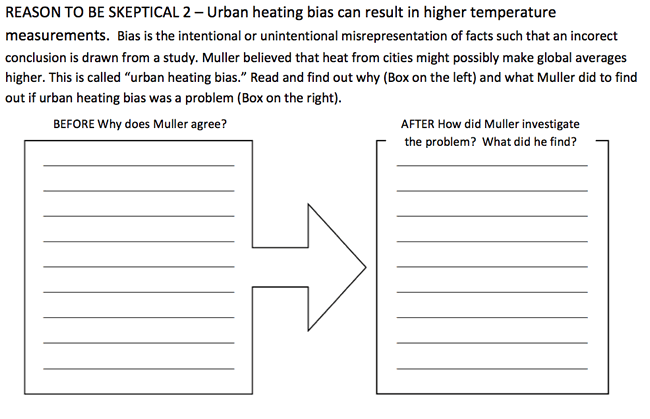 REASON TO BE SKEPTICAL 2 – Urban heating bias can result in higher temperature
measurements. Bias is the intentional or unintentional misrepresentation of facts such that an incorect
conclusion is drawn from a study. Muller believed that heat from cities might possibly make global averages
higher. This is called “urban heating bias.” Read and find out why (Box on the left) and what Muller did to find
out if urban heating bias was a problem (Box on the right).
BEFORE Why does Muller agree?
AFTER How did Muller investigate
the problem? What did he find?